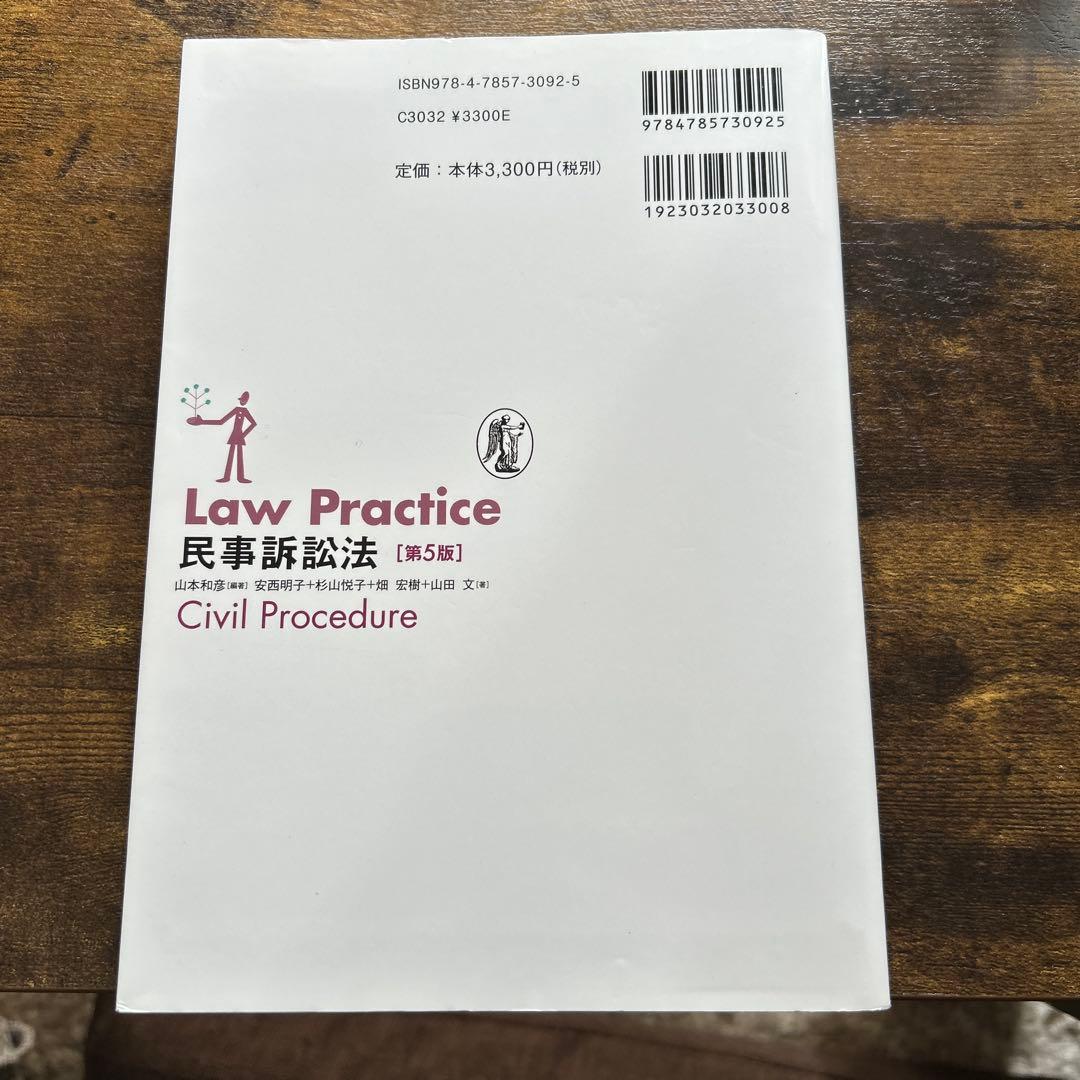 ISBN978-4-7857-3092-5
C3032 ¥3300E
定価：本体3,300円（税別）
9784785730925
1923032033008
Law Practice
民事訴訟法［第5版］
山本和彦［編著］ 安西明子＋杉山悦子＋畑 宏樹＋山田 文［著］
Civil Procedure